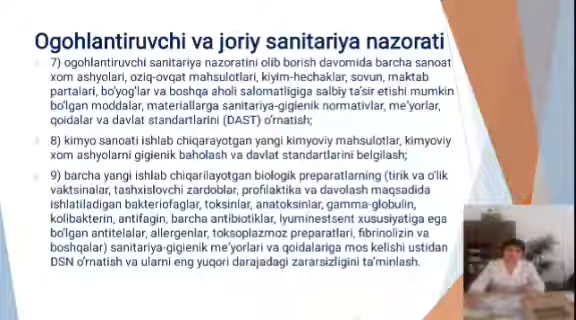 Ogohlantiruvchi va joriy sanitariya nazorati
7) ogohlantiruvchi sanitariya nazoratini olib borish davomida barcha sanoat
xom ashyolari, oziq-ovqat mahsulotlari, kiyim-hechaklar, sovun, maktab
partalari, bo'yog'lar va boshqa aholi salomatligiga salbiy ta'sir etishi mumkin
bo'lgan moddalar, materiallarga sanitariya-gigienik normativlar, me'yorlar,
qoidalar va davlat standartlarini (DAST) o'rnatish;
8) kimyo sanoati ishlab chiqarayotgan yangi kimyoviy mahsulotlar, kimyoviy
xom ashyolarni gigienik baholash va davlat standartlarini belgilash;
9) barcha yangi ishlab chiqarilayotgan biologik preparatlarning (tirik va o'lik
vaktsinalar, tashxislovchi zardoblar, profilaktika va davolash maqsadida
ishlatiladigan bakteriofaglar, toksinlar, anatoksinlar, gamma-globulin,
kolibakterin, antifagin, barcha antibiotiklar, lyuminestsent xususiyatiga ega
bo'lgan antitelalar, allergenlar, toksoplazmoz preparatlari, fibrinolizin va
boshqalar) sanitariya-gigienik me'yorlari va qoidalariga mos kelishi ustidan
DSN o'rnatish va ularni eng yuqori darajadagi zararsizligini ta'minlash.